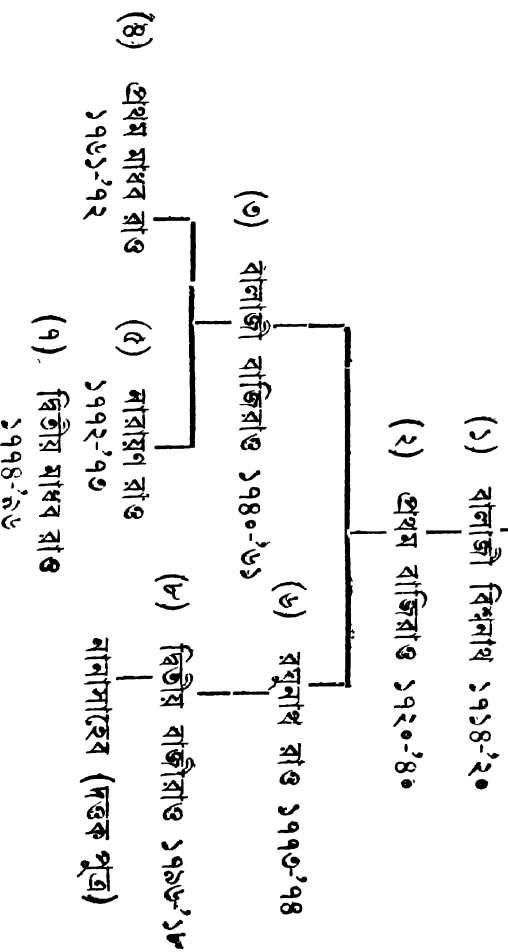 (১) বালাজী বিশ্বনাথ ১৭১৪-'২০
(২) প্রথম বাজিরাও ১৭২০-'৪০
(৩) বালাজী বাজিরাও ১৭৪০-'৬১
(৬) রঘুনাথ রাও ১৭৭৩-'৭৪
(৪) প্রথম মাধব রাও
১৭৬১-'৭২
(৫) নারায়ণ রাও
১৭৭২-'৭৩
(৮) দ্বিতীয় বাজীরাও ১৭৯৬-'১৮
(৭) দ্বিতীয় মাধব রাও
১৭৭৪-'৯৬
নানাসাহেব (দত্তক পুত্র)